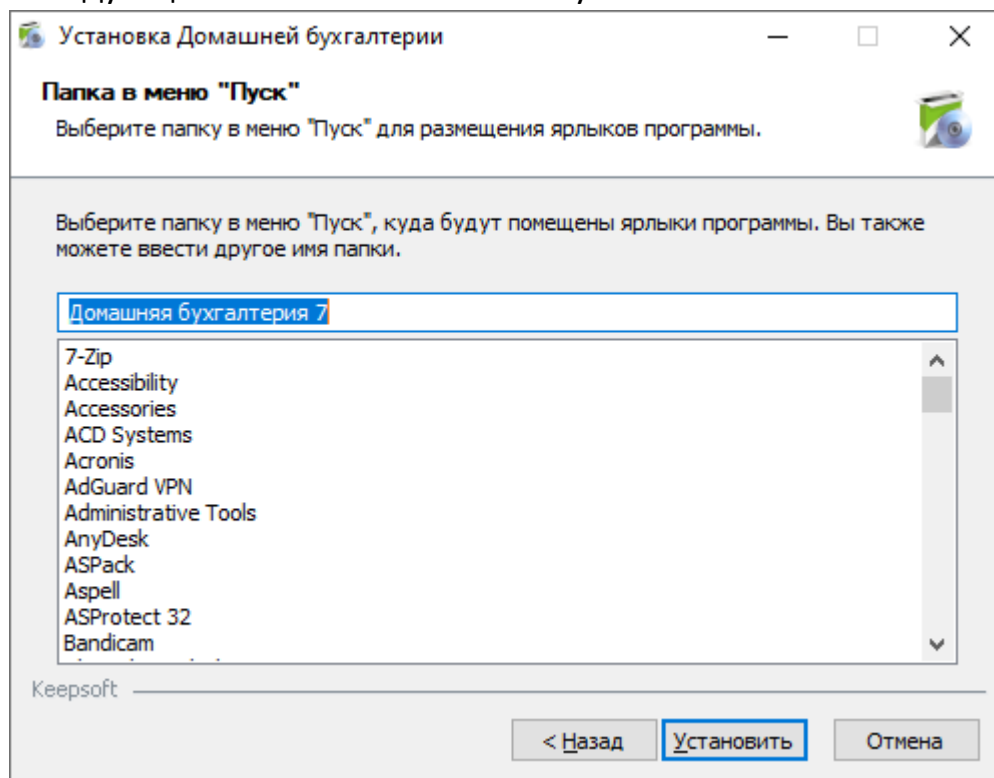 Установка Домашней бухгалтерии
Папка в меню "Пуск"
Выберите папку в меню "Пуск" для размещения ярлыков программы.
Выберите папку в меню "Пуск", куда будут помещены ярлыки программы. Вы также
можете ввести другое имя папки.
Домашняя бухгалтерия 7
7-Zip
Accessibility
Accessories
ACD Systems
Acronis
AdGuard VPN
Administrative Tools
AnyDesk
ASPack
Aspell
ASProtect 32
Bandicam
Keepsoft
< Назад
Установить
Отмена